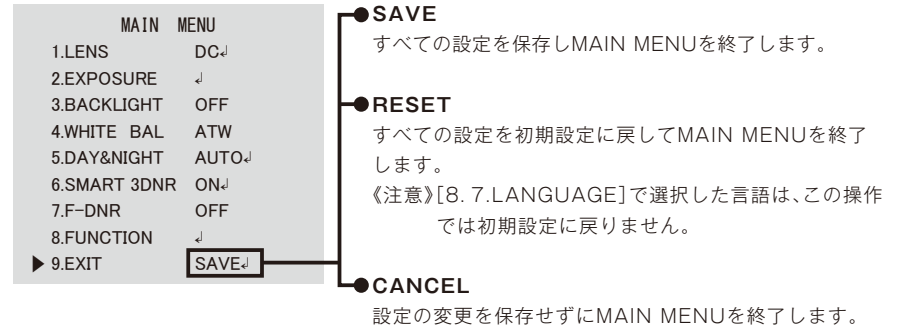 MAIN MENU
1.LENS DC↲
2.EXPOSURE ↲
3.BACKLIGHT OFF
4.WHITE BAL ATW
5.DAY&NIGHT AUTO↲
6.SMART 3DNR ON↲
7.F-DNR OFF
8.FUNCTION ↲
▶ 9.EXIT SAVE↲
●SAVE
すべての設定を保存しMAIN MENUを終了します。
●RESET
すべての設定を初期設定に戻してMAIN MENUを終了
します。
《注意》[8. 7.LANGUAGE]で選択した言語は、この操作
では初期設定に戻りません。
●CANCEL
設定の変更を保存せずにMAIN MENUを終了します。